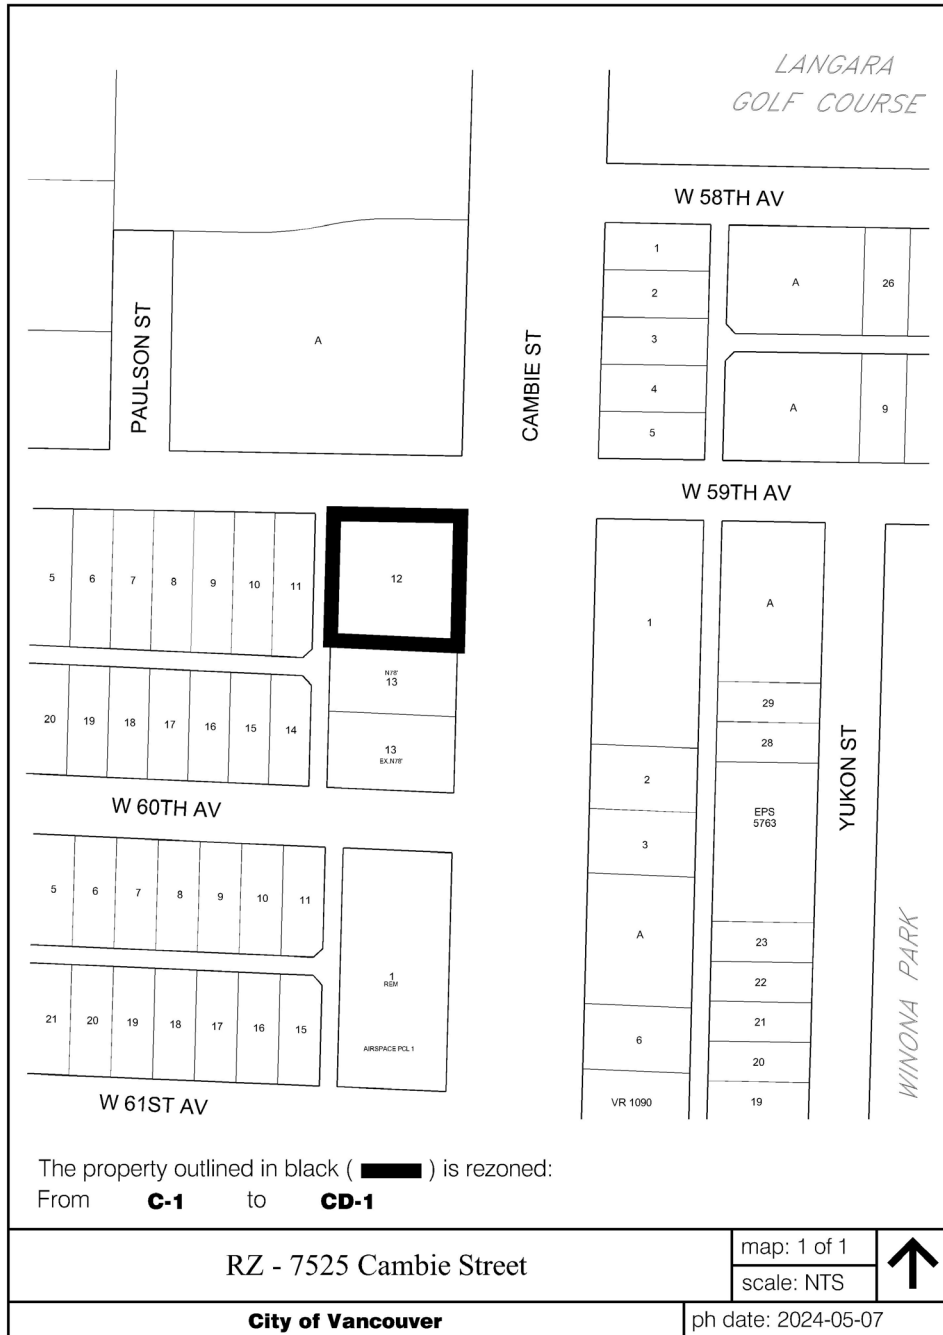 LANGARA
GOLF COURSE
W 58TH AV
PAULSON ST
CAMBIE ST
A
1
2
3
4
5
A
26
A
9
W 59TH AV
5
6
7
8
9
10
11
12
N78'
13
13
EX.N78'
20
19
18
17
16
15
14
W 60TH AV
1
2
3
A
6
VR 1090
A
29
28
EPS
5763
23
22
21
20
19
YUKON ST
WINONA PARK
5
6
7
8
9
10
11
21
20
19
18
17
16
15
1
REM
AIRSPACE PCL 1
W 61ST AV
The property outlined in black ( ) is rezoned:
From C-1 to CD-1
RZ - 7525 Cambie Street
map: 1 of 1
scale: NTS
City of Vancouver
ph date: 2024-05-07